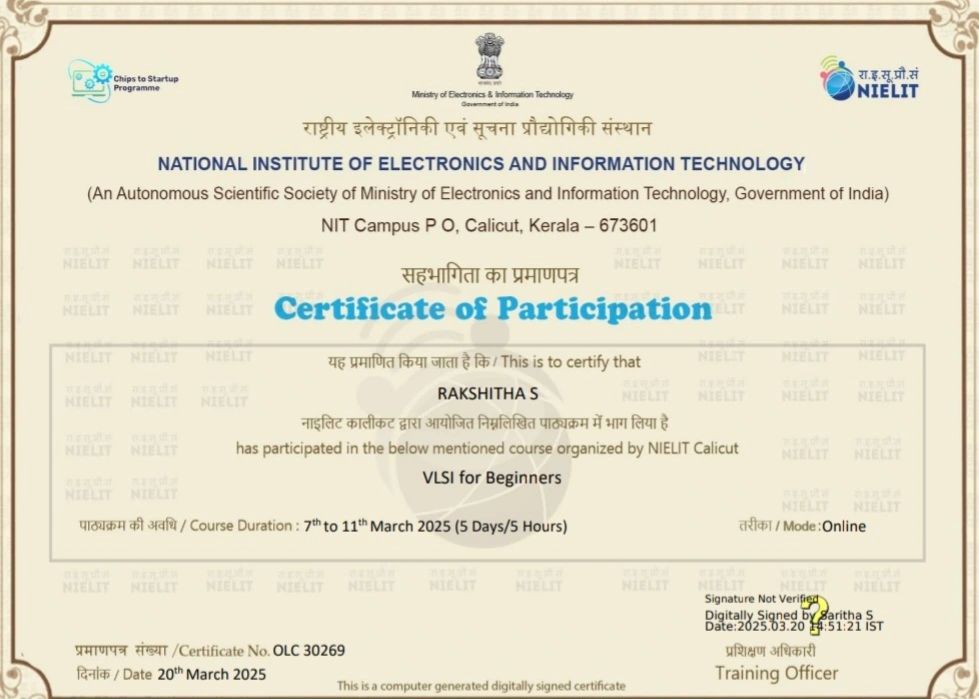 Chips to Startup
Programme
Ministry of Electronics & Information Technology
Government of India
रा.इ.सू.प्रौ.सं
NIELIT
राष्ट्रीय इलेक्ट्रॉनिकी एवं सूचना प्रौद्योगिकी संस्थान
NATIONAL INSTITUTE OF ELECTRONICS AND INFORMATION TECHNOLOGY
(An Autonomous Scientific Society of Ministry of Electronics and Information Technology, Government of India)
NIT Campus P O, Calicut, Kerala – 673601
सहभागिता का प्रमाणपत्र
Certificate of Participation
यह प्रमाणित किया जाता है कि / This is to certify that
RAKSHITHA S
नाइलिट कालीकट द्वारा आयोजित निम्नलिखित पाठ्यक्रम में भाग लिया है
has participated in the below mentioned course organized by NIELIT Calicut
VLSI for Beginners
पाठ्यक्रम की अवधि / Course Duration : 7th to 11th March 2025 (5 Days/5 Hours)
तरीका / Mode : Online
Signature Not Verified
Digitally Signed by Saritha S
Date:2025.03.20 14:51:21 IST
प्रशिक्षण अधिकारी
Training Officer
प्रमाणपत्र संख्या /Certificate No. OLC 30269
दिनांक / Date 20th March 2025
This is a computer generated digitally signed certificate